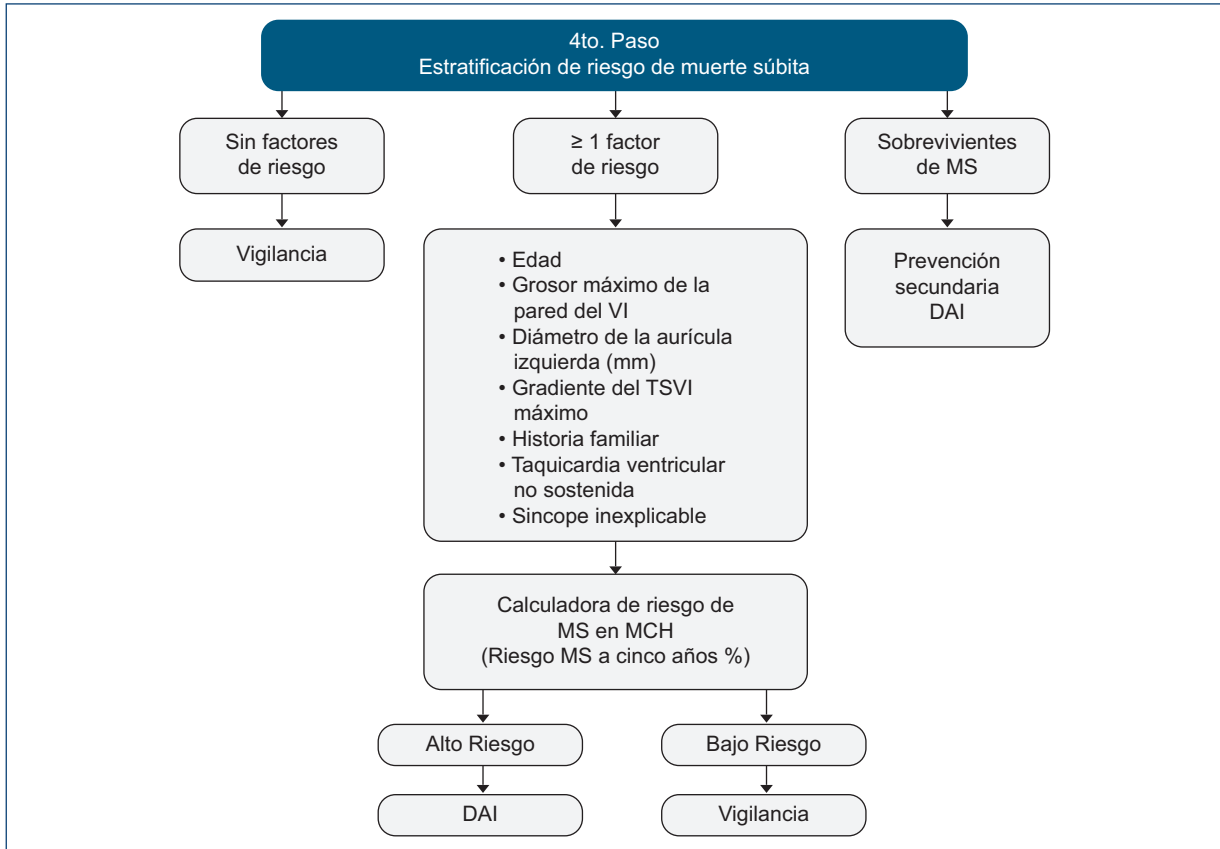 4to. Paso
Estratificación de riesgo de muerte súbita
Sin factores
de riesgo
≥ 1 factor
de riesgo
Sobrevivientes
de MS
Vigilancia
• Edad
• Grosor máximo de la
pared del VI
• Diámetro de la aurícula
izquierda (mm)
• Gradiente del TSVI
máximo
• Historia familiar
• Taquicardia ventricular
no sostenida
• Sincope inexplicable
Prevención
secundaria
DAI
Calculadora de riesgo de
MS en MCH
(Riesgo MS a cinco años %)
Alto Riesgo
Bajo Riesgo
DAI
Vigilancia